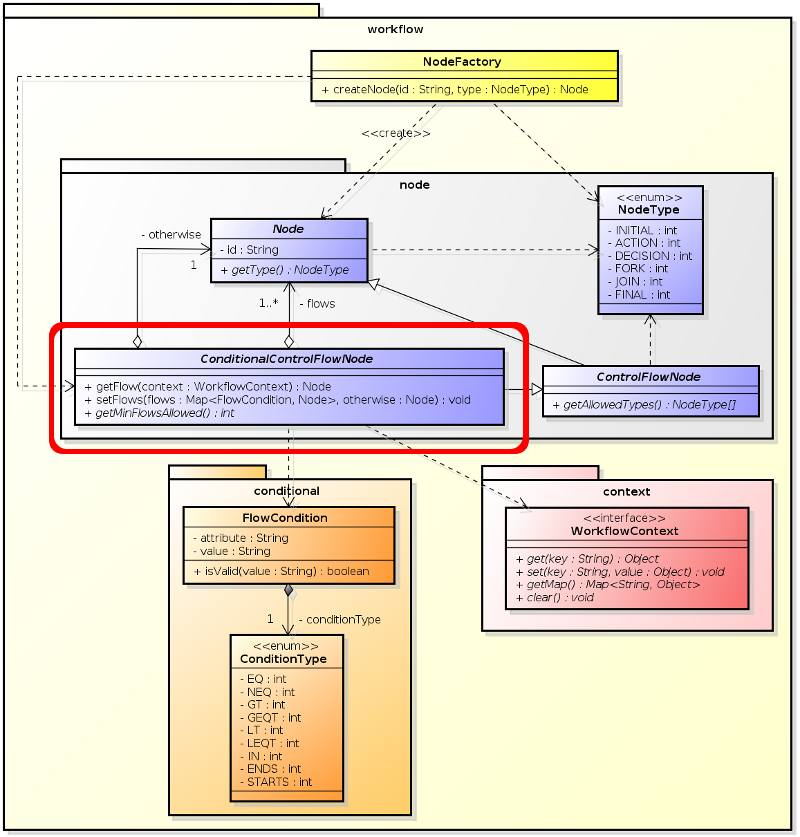 workflow
NodeFactory
+ createNode(id : String, type : NodeType) : Node
<<create>>
node
<<enum>>
NodeType
- INITIAL : int
- ACTION : int
- DECISION : int
- FORK : int
- JOIN : int
- FINAL : int
- otherwise
1
Node
- id : String
+ getType() : NodeType
1..*
- flows
ConditionalControlFlowNode
+ getFlow(context : WorkflowContext) : Node
+ setFlows(flows : Map<FlowCondition, Node>, otherwise : Node) : void
+ getMinFlowsAllowed() : int
ControlFlowNode
+ getAllowedTypes() : NodeType[]
conditional
FlowCondition
- attribute : String
- value : String
+ isValid(value : String) : boolean
1
- conditionType
<<enum>>
ConditionType
- EQ : int
- NEQ : int
- GT : int
- GEQT : int
- LT : int
- LEQT : int
- IN : int
- ENDS : int
- STARTS : int
context
<<interface>>
WorkflowContext
+ get(key : String) : Object
+ set(key : String, value : Object) : void
+ getMap() : Map<String, Object>
+ clear() : void